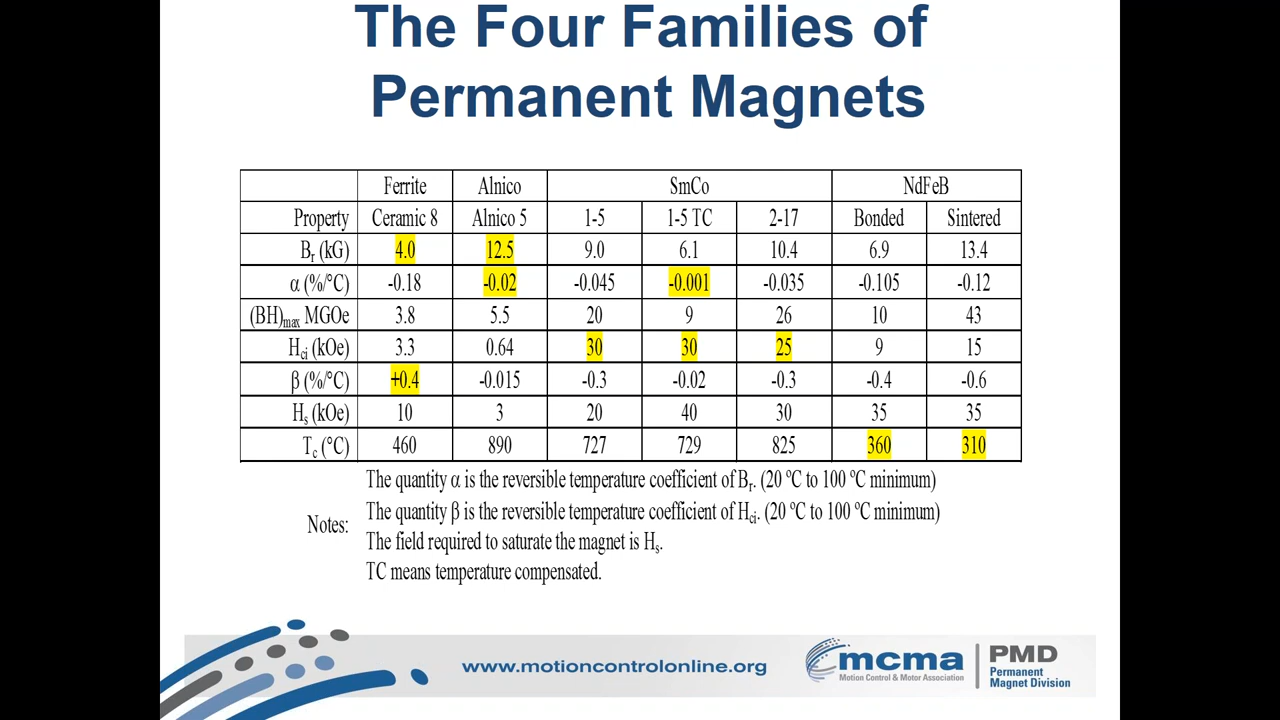 The Four Families of
Permanent Magnets
Ferrite Alnico SmCo NdFeB
Property Ceramic 8 Alnico 5 1-5 1-5 TC 2-17 Bonded Sintered
Br (kG) 4.0 12.5 9.0 6.1 10.4 6.9 13.4
α (%/°C) -0.18 -0.02 -0.045 -0.001 -0.035 -0.105 -0.12
(BH)max MGOe 3.8 5.5 20 9 26 10 43
Hci (kOe) 3.3 0.64 30 30 25 9 15
β (%/°C) +0.4 -0.015 -0.3 -0.02 -0.3 -0.4 -0.6
Hs (kOe) 10 3 20 40 30 35 35
Tc (°C) 460 890 727 729 825 360 310
Notes:
The quantity α is the reversible temperature coefficient of Br. (20 ºC to 100 ºC minimum)
The quantity β is the reversible temperature coefficient of Hci. (20 ºC to 100 ºC minimum)
The field required to saturate the magnet is Hs.
TC means temperature compensated.
www.motioncontrolonline.org
mcma
Motion Control & Motor Association
PMD
Permanent
Magnet Division